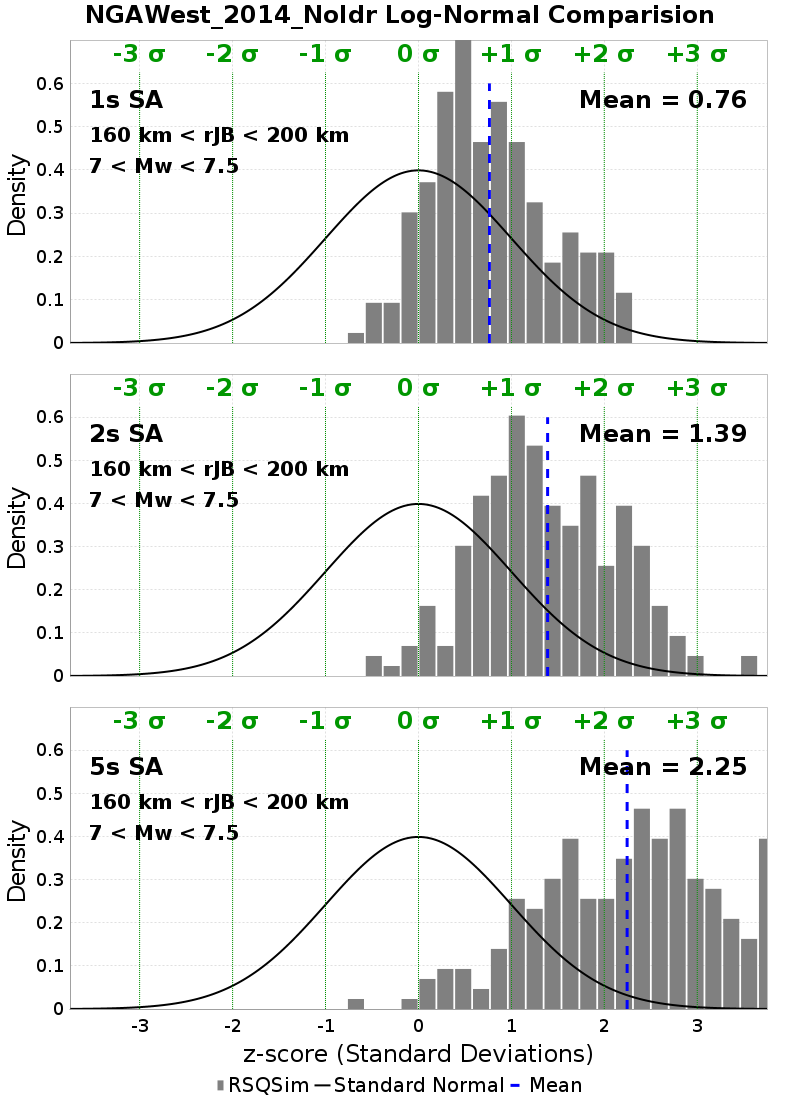 NGAWest_2014_NoIdr Log-Normal Comparision
-3 σ -2 σ -1 σ 0 σ +1 σ +2 σ +3 σ
1s SA Mean = 0.76
160 km < rJB < 200 km
7 < Mw < 7.5
0.6
0.5
0.4
0.3
0.2
0.1
0
Density
-3 σ -2 σ -1 σ 0 σ +1 σ +2 σ +3 σ
2s SA Mean = 1.39
160 km < rJB < 200 km
7 < Mw < 7.5
0.6
0.5
0.4
0.3
0.2
0.1
0
Density
-3 σ -2 σ -1 σ 0 σ +1 σ +2 σ +3 σ
5s SA Mean = 2.25
160 km < rJB < 200 km
7 < Mw < 7.5
0.6
0.5
0.4
0.3
0.2
0.1
0
Density
-3 -2 -1 0 1 2 3
z-score (Standard Deviations)
RSQSim Standard Normal Mean